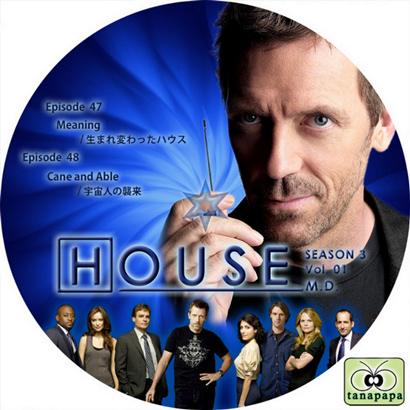 Episode 47
Meaning
/ 生まれ変わったハウス
Episode 48
Cane and Able
/ 宇宙人の襲来
HOUSE
SEASON 3
Vol. 01
M.D.
tanapapa